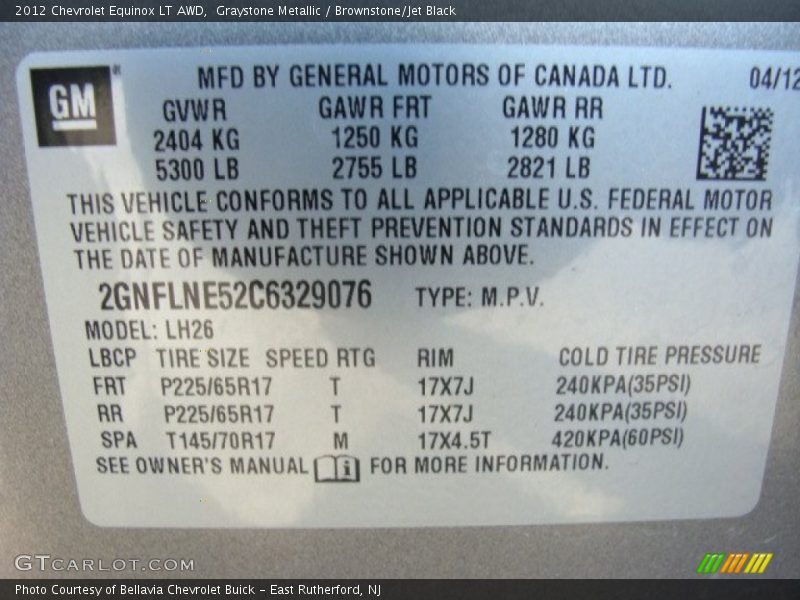 2012 Chevrolet Equinox LT AWD, Graystone Metallic / Brownstone/Jet Black
GM
MFD BY GENERAL MOTORS OF CANADA LTD. 04/12
GVWR GAWR FRT GAWR RR
2404 KG 1250 KG 1280 KG
5300 LB 2755 LB 2821 LB
THIS VEHICLE CONFORMS TO ALL APPLICABLE U.S. FEDERAL MOTOR
VEHICLE SAFETY AND THEFT PREVENTION STANDARDS IN EFFECT ON
THE DATE OF MANUFACTURE SHOWN ABOVE.
2GNFLNE52C6329076 TYPE: M.P.V.
MODEL: LH26
LBCP TIRE SIZE SPEED RTG RIM COLD TIRE PRESSURE
FRT P225/65R17 T 17X7J 240KPA(35PSI)
RR P225/65R17 T 17X7J 240KPA(35PSI)
SPA T145/70R17 M 17X4.5T 420KPA(60PSI)
SEE OWNER'S MANUAL i FOR MORE INFORMATION.
GTCARLOT.COM
Photo Courtesy of Bellavia Chevrolet Buick - East Rutherford, NJ